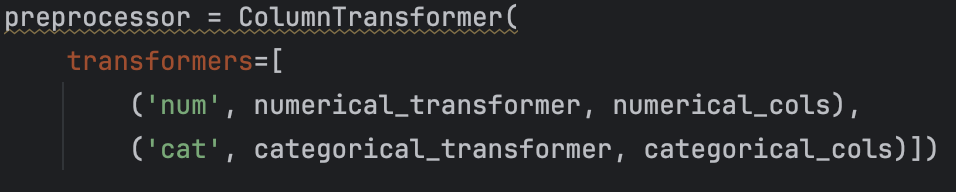 preprocessor = ColumnTransformer(
    transformers=[
        ('num', numerical_transformer, numerical_cols),
        ('cat', categorical_transformer, categorical_cols)])